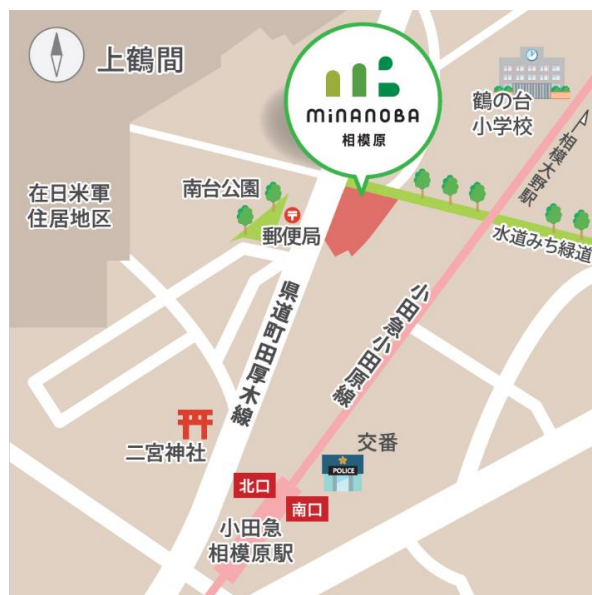 上鶴間
MINANOBA
相模原
鶴の台
小学校
相模大野駅
在日米軍
住居地区
南台公園
〒
郵便局
水道みち緑道
県道町田厚木線
小田急小田原線
二宮神社
交番
POLICE
北口
南口
小田急
相模原駅